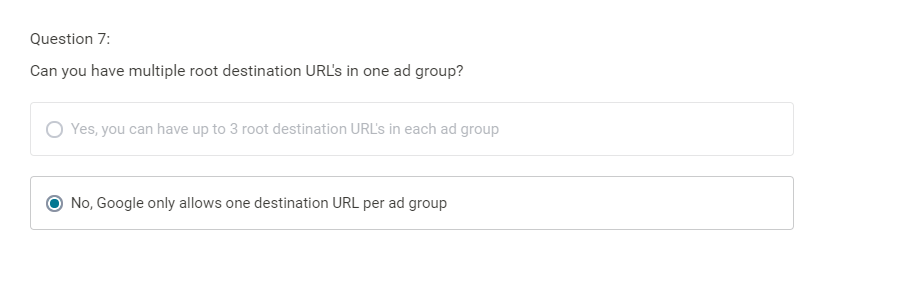 Question 7:
Can you have multiple root destination URL's in one ad group?
Yes, you can have up to 3 root destination URL's in each ad group
No, Google only allows one destination URL per ad group